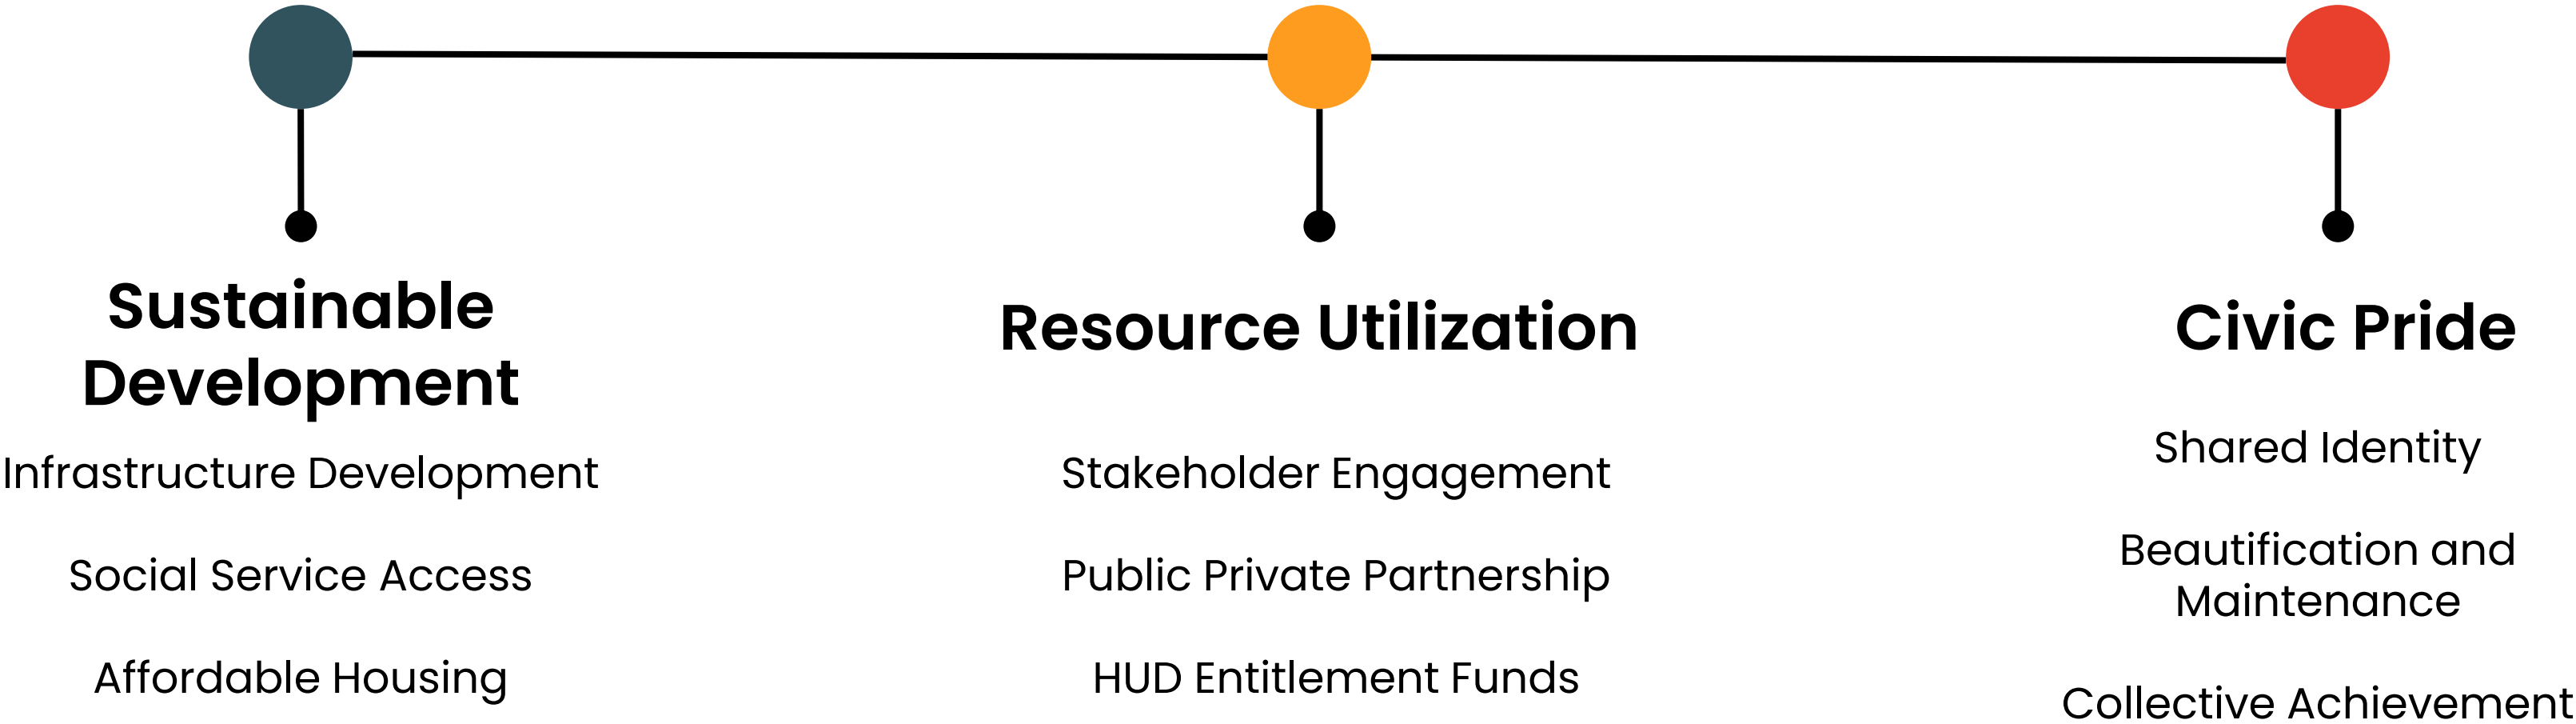 Sustainable
Development
Infrastructure Development
Social Service Access
Affordable Housing
Resource Utilization
Stakeholder Engagement
Public Private Partnership
HUD Entitlement Funds
Civic Pride
Shared Identity
Beautification and
Maintenance
Collective Achievement